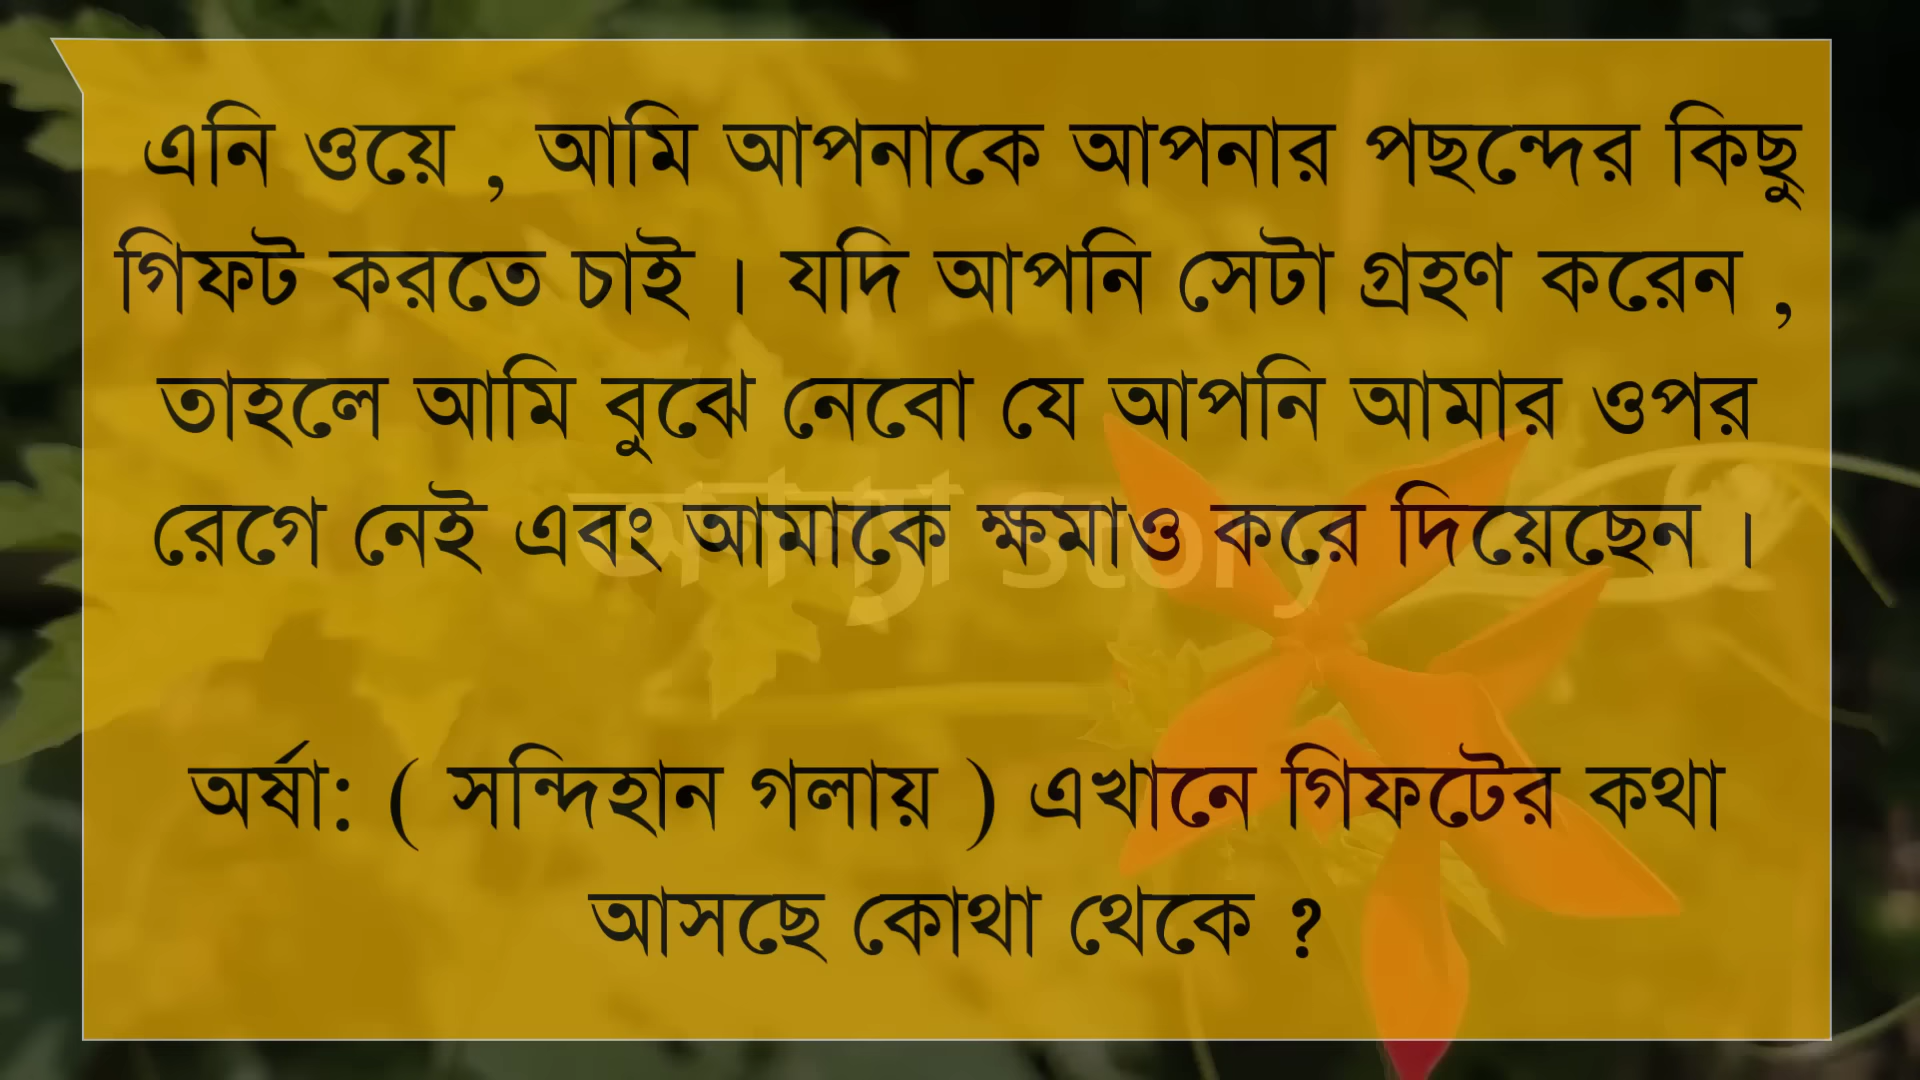 এনি ওয়ে , আমি আপনাকে আপনার পছন্দের কিছু
গিফট করতে চাই । যদি আপনি সেটা গ্রহণ করেন ,
তাহলে আমি বুঝে নেবো যে আপনি আমার ওপর
রেগে নেই এবং আমাকে ক্ষমাও করে দিয়েছেন ।
story
অর্ষা: ( সন্দিহান গলায় ) এখানে গিফটের কথা
আসছে কোথা থেকে ?